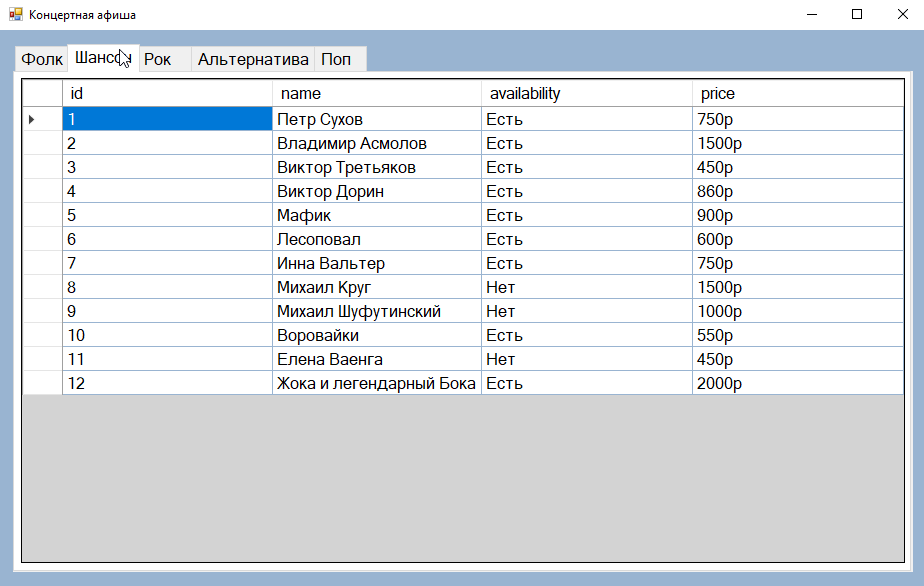 Концертная афиша
Фолк Шансон Рок Альтернатива Поп
id name availability price
1 Петр Сухов Есть 750р
2 Владимир Асмолов Есть 1500р
3 Виктор Третьяков Есть 450р
4 Виктор Дорин Есть 860р
5 Мафик Есть 900р
6 Лесоповал Есть 600р
7 Инна Вальтер Есть 750р
8 Михаил Круг Нет 1500р
9 Михаил Шуфутинский Нет 1000р
10 Воровайки Есть 550р
11 Елена Ваенга Нет 450р
12 Жока и легендарный Бока Есть 2000р